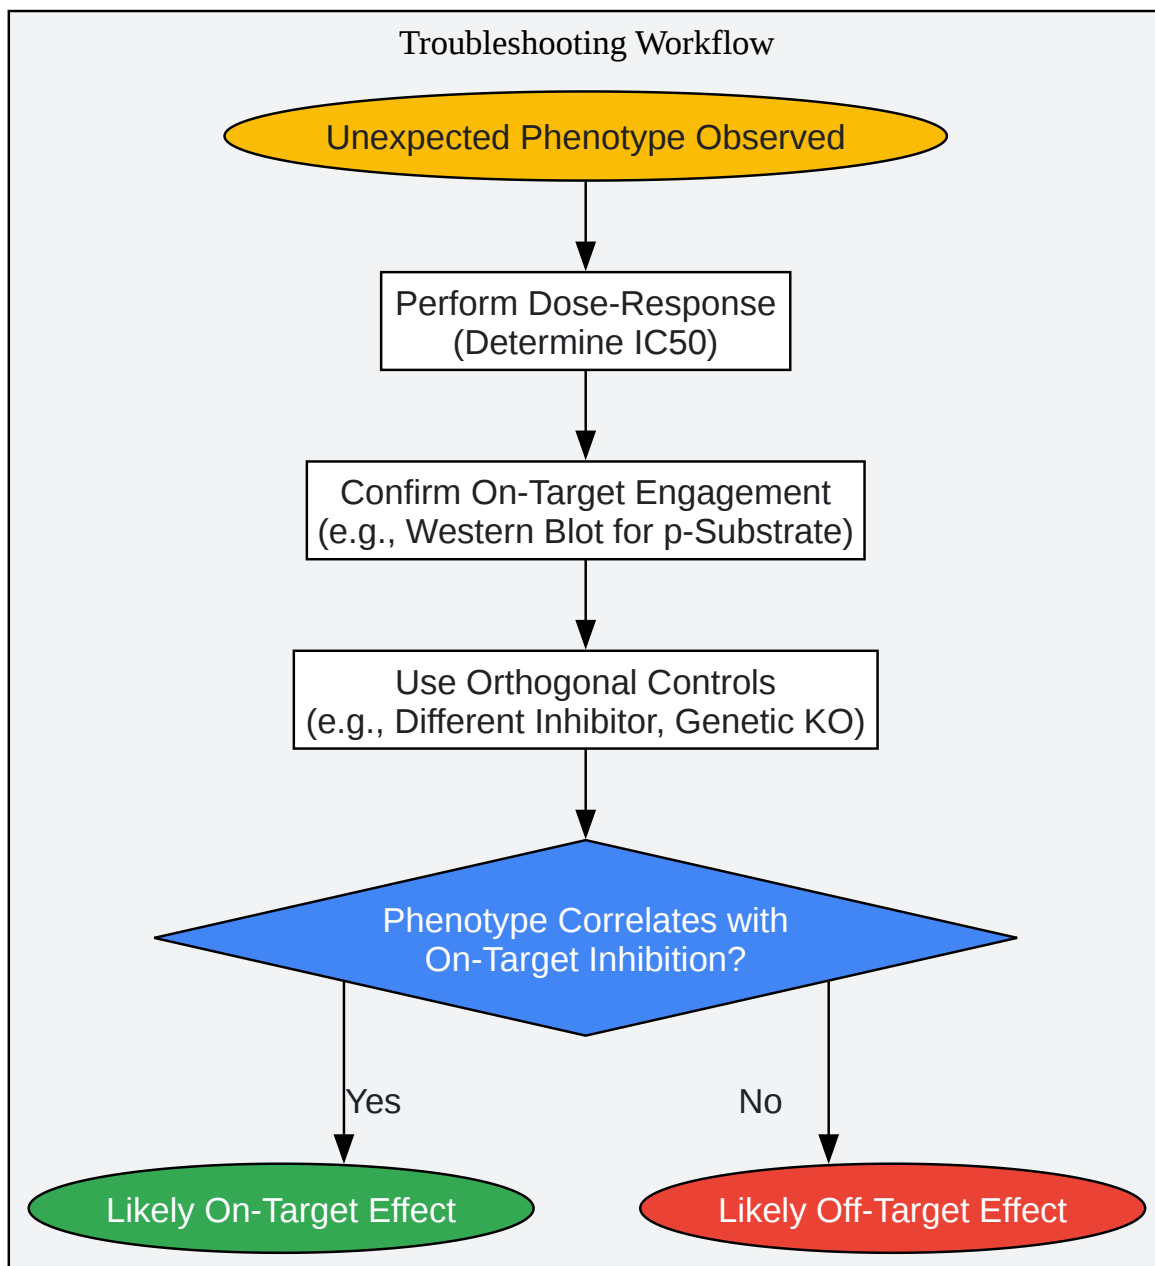 Troubleshooting Workflow
Unexpected Phenotype Observed
Perform Dose-Response
(Determine IC50)
Confirm On-Target Engagement
(e.g., Western Blot for p-Substrate)
Use Orthogonal Controls
(e.g., Different Inhibitor, Genetic KO)
Phenotype Correlates with
On-Target Inhibition?
Yes
No
Likely On-Target Effect
Likely Off-Target Effect